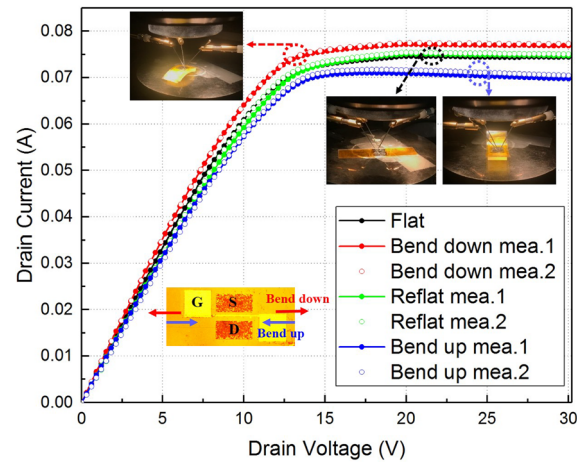 0.08
0.07
0.06
0.05
0.04
0.03
0.02
0.01
0.00
Drain Current (A)
0
5
10
15
20
25
30
Drain Voltage (V)
G
S
D
Bend down
Bend up
Flat
Bend down mea.1
Bend down mea.2
Reflat mea.1
Reflat mea.2
Bend up mea.1
Bend up mea.2